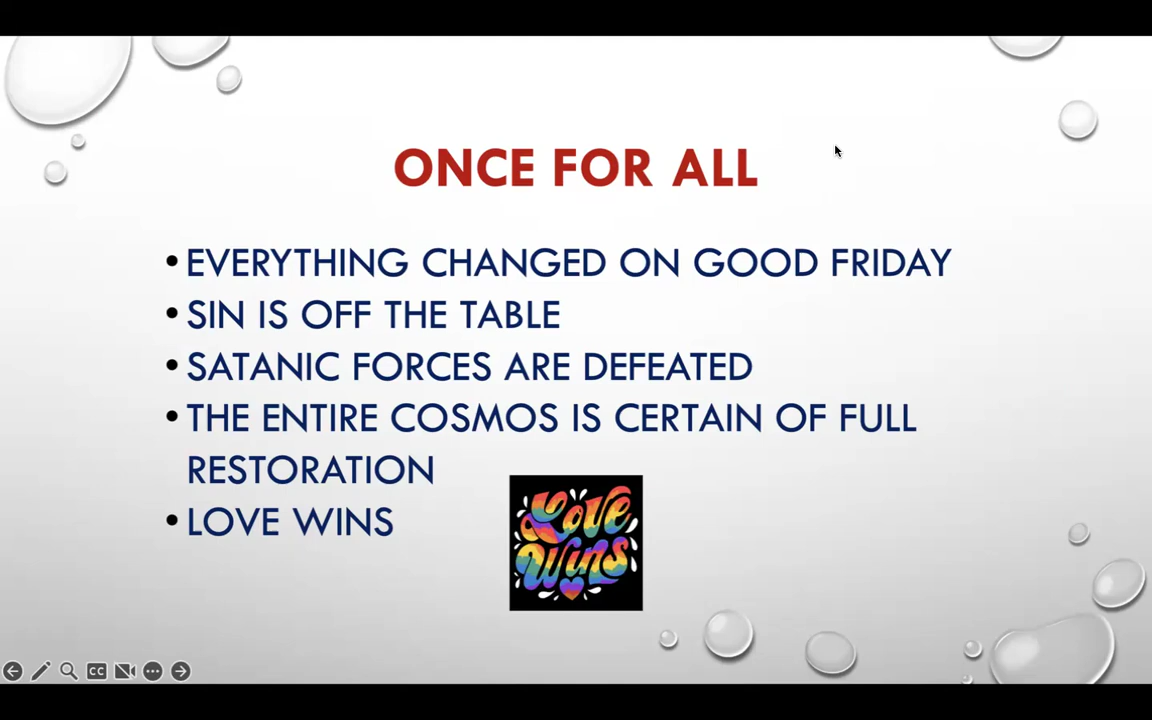 ONCE FOR ALL
• EVERYTHING CHANGED ON GOOD FRIDAY
• SIN IS OFF THE TABLE
• SATANIC FORCES ARE DEFEATED
• THE ENTIRE COSMOS IS CERTAIN OF FULL
RESTORATION
• LOVE WINS
Love
Wins
CC